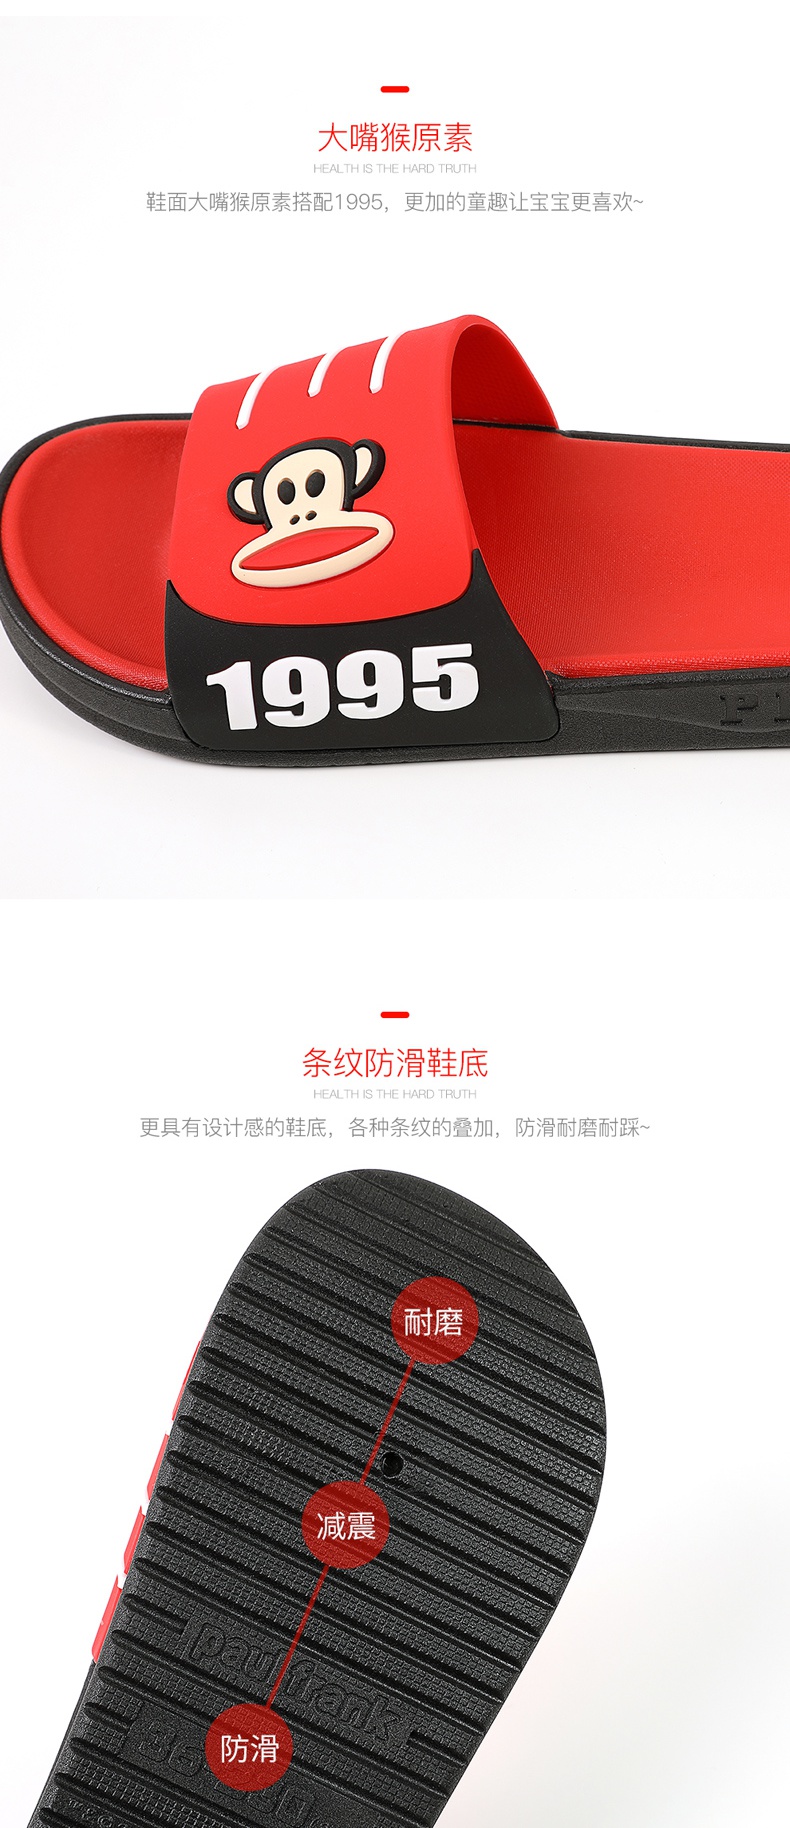 大嘴猴原素
HEALTH IS THE HARD TRUTH
鞋面大嘴猴原素搭配1995，更加的童趣让宝宝更喜欢~
1995
条纹防滑鞋底
HEALTH IS THE HARD TRUTH
更具有设计感的鞋底，各种条纹的叠加，防滑耐磨耐踩~
耐磨
减震
paul frank
防滑